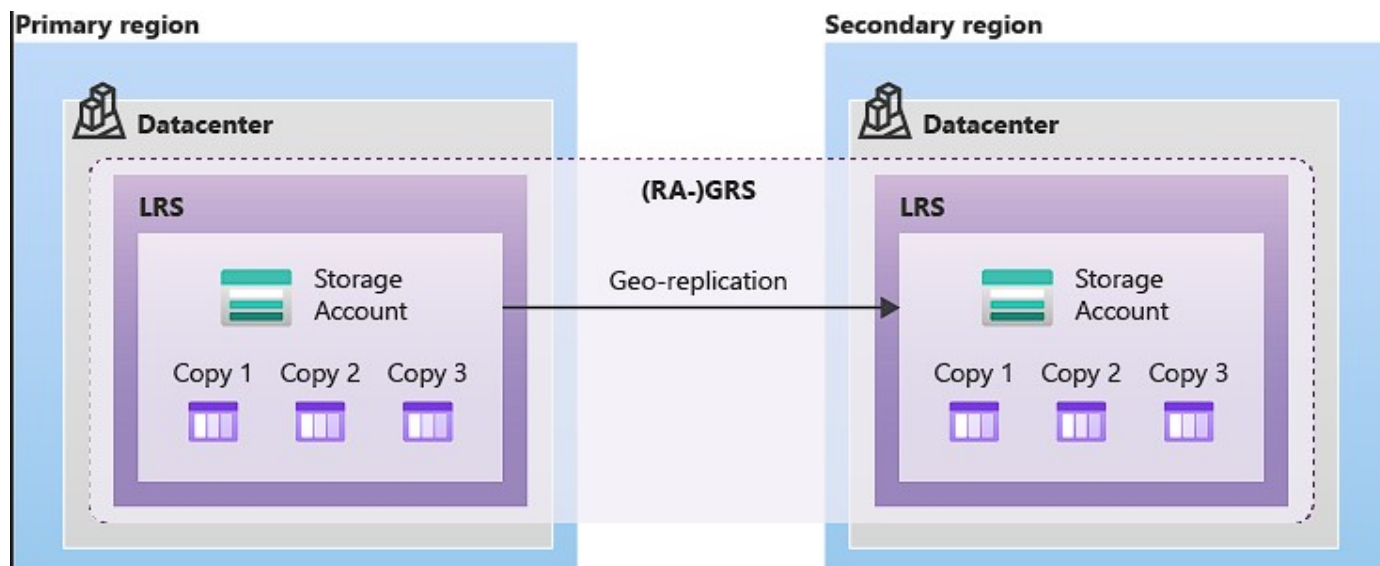 Primary region
Secondary region
Datacenter
Datacenter
(RA-)GRS
LRS
LRS
Storage
Account
Geo-replication
Storage
Account
Copy 1 Copy 2 Copy 3
Copy 1 Copy 2 Copy 3